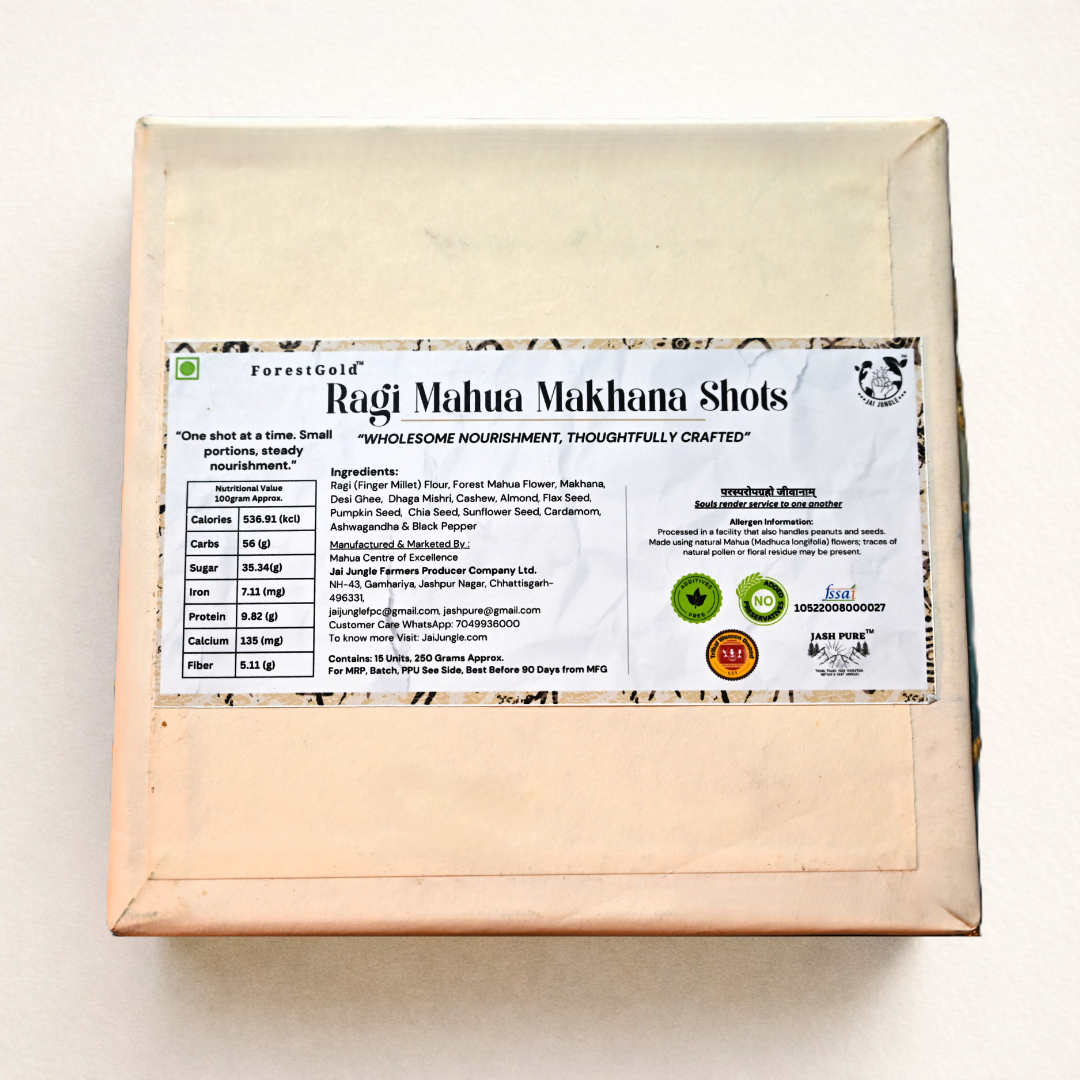 ForestGold™
Ragi Mahua Makhana Shots
JAI JUNGLE
"One shot at a time. Small
portions, steady
nourishment."
"WHOLESOME NOURISHMENT, THOUGHTFULLY CRAFTED"
Nutritional Value
100gram Approx.
Calories 536.91 (kcl)
Carbs 56 (g)
Sugar 35.34(g)
Iron 7.11 (mg)
Protein 9.82 (g)
Calcium 135 (mg)
Fiber 5.11 (g)
Ingredients:
Ragi (Finger Millet) Flour, Forest Mahua Flower, Makhana,
Desi Ghee, Dhaga Mishri, Cashew, Almond, Flax Seed,
Pumpkin Seed, Chia Seed, Sunflower Seed, Cardamom,
Ashwagandha & Black Pepper
Manufactured & Marketed By :
Mahua Centre of Excellence
Jai Jungle Farmers Producer Company Ltd.
NH-43, Gamhariya, Jashpur Nagar, Chhattisgarh-
496331,
jaijunglefpc@gmail.com, jashpure@gmail.com
Customer Care WhatsApp: 7049936000
To know more Visit: JaiJungle.com
Contains: 15 Units, 250 Grams Approx.
For MRP, Batch, PPU See Side, Best Before 90 Days from MFG
परस्परोपग्रहो जीवानाम्
Souls render service to one another
Allergen Information:
Processed in a facility that also handles peanuts and seeds.
Made using natural Mahua (Madhuca longifolia) flowers; traces of
natural pollen or floral residue may be present.
ADDITIVES
FREE
ADDED
NO
PRESERVATIVES
fssai
10522008000027
Tribal Women Owned
JASH PURE™